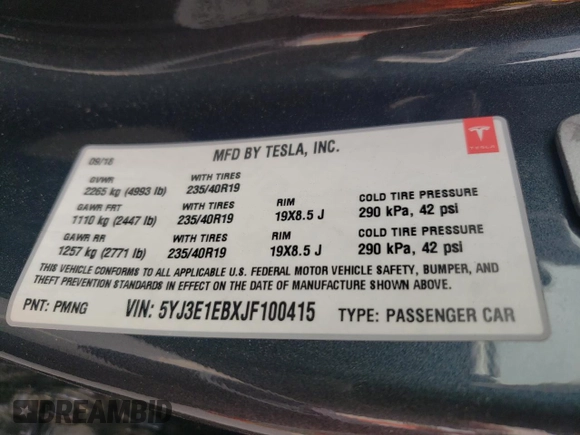 MFD BY TESLA, INC.
TESLA
09/18
GVWR WITH TIRES
2265 kg (4993 lb) 235/40R19
GAWR FRT WITH TIRES RIM COLD TIRE PRESSURE
1110 kg (2447 lb) 235/40R19 19X8.5 J 290 kPa, 42 psi
GAWR RR WITH TIRES RIM COLD TIRE PRESSURE
1257 kg (2771 lb) 235/40R19 19X8.5 J 290 kPa, 42 psi
THIS VEHICLE CONFORMS TO ALL APPLICABLE U.S. FEDERAL MOTOR VEHICLE SAFETY, BUMPER, AND
THEFT PREVENTION STANDARDS IN EFFECT ON THE DATE OF MANUFACTURE SHOWN ABOVE.
PNT: PMNG VIN: 5YJ3E1EBXJF100415 TYPE: PASSENGER CAR
DREAMBID